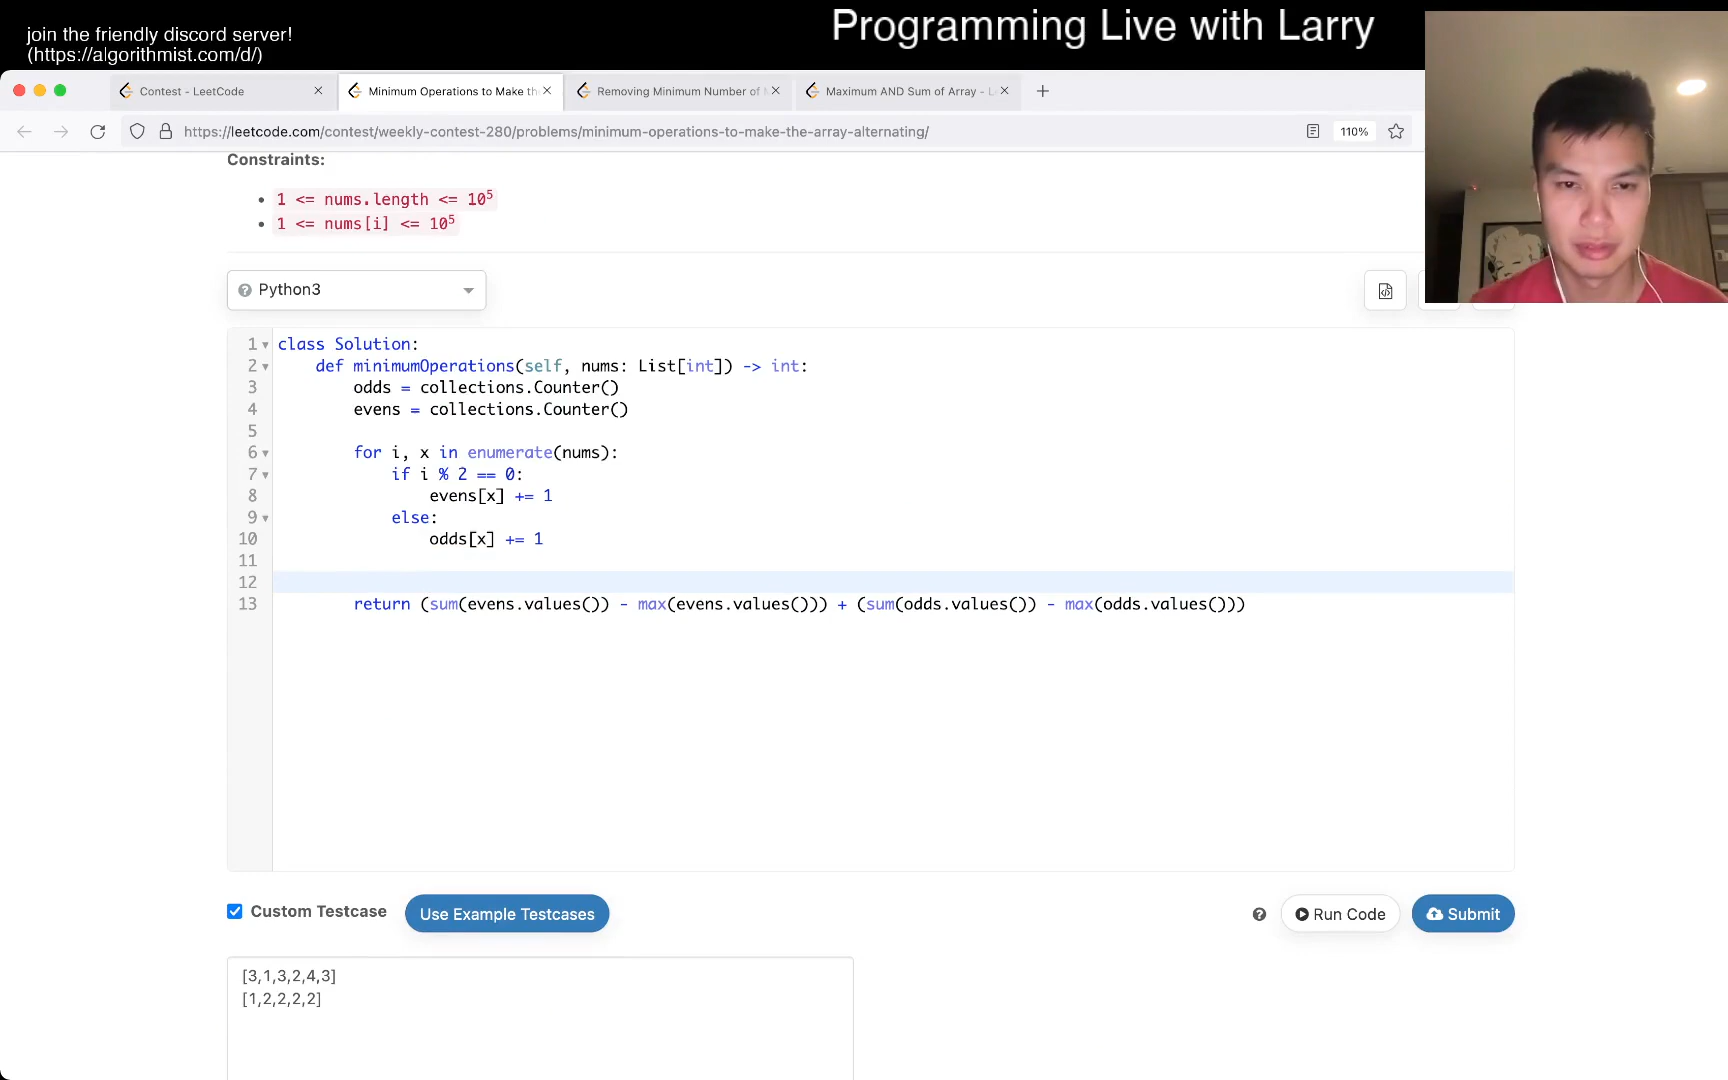 join the friendly discord server!
(https://algorithmist.com/d/)
Programming Live with Larry
Contest - LeetCode
Minimum Operations to Make th
Removing Minimum Number of
Maximum AND Sum of Array - L
https://leetcode.com/contest/weekly-contest-280/problems/minimum-operations-to-make-the-array-alternating/
110%
Constraints:
1 <= nums.length <= 10⁵
1 <= nums[i] <= 10⁵
Python3
1 class Solution:
2     def minimumOperations(self, nums: List[int]) -> int:
3         odds = collections.Counter()
4         evens = collections.Counter()
5
6         for i, x in enumerate(nums):
7             if i % 2 == 0:
8                 evens[x] += 1
9             else:
10                 odds[x] += 1
11
12
13         return (sum(evens.values()) - max(evens.values())) + (sum(odds.values()) - max(odds.values()))
Custom Testcase
Use Example Testcases
Run Code
Submit
[3,1,3,2,4,3]
[1,2,2,2,2]